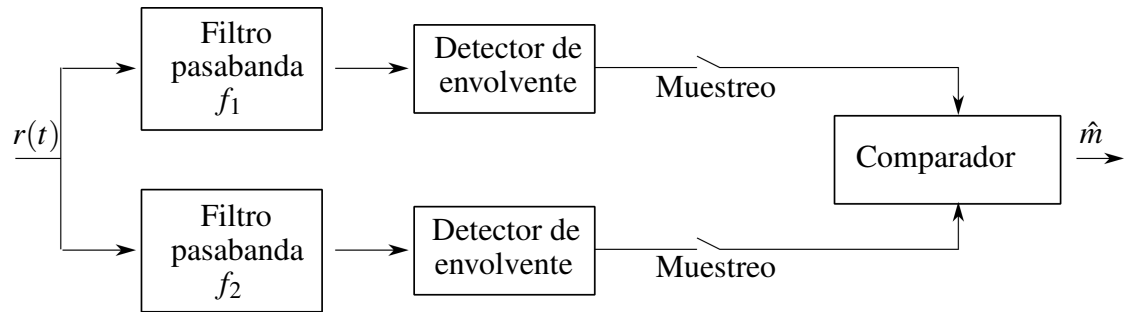 Filtro
pasabanda
f₁
Detector de
envolvente
Muestreo
r(t)
Comparador
m̂
Filtro
pasabanda
f₂
Detector de
envolvente
Muestreo